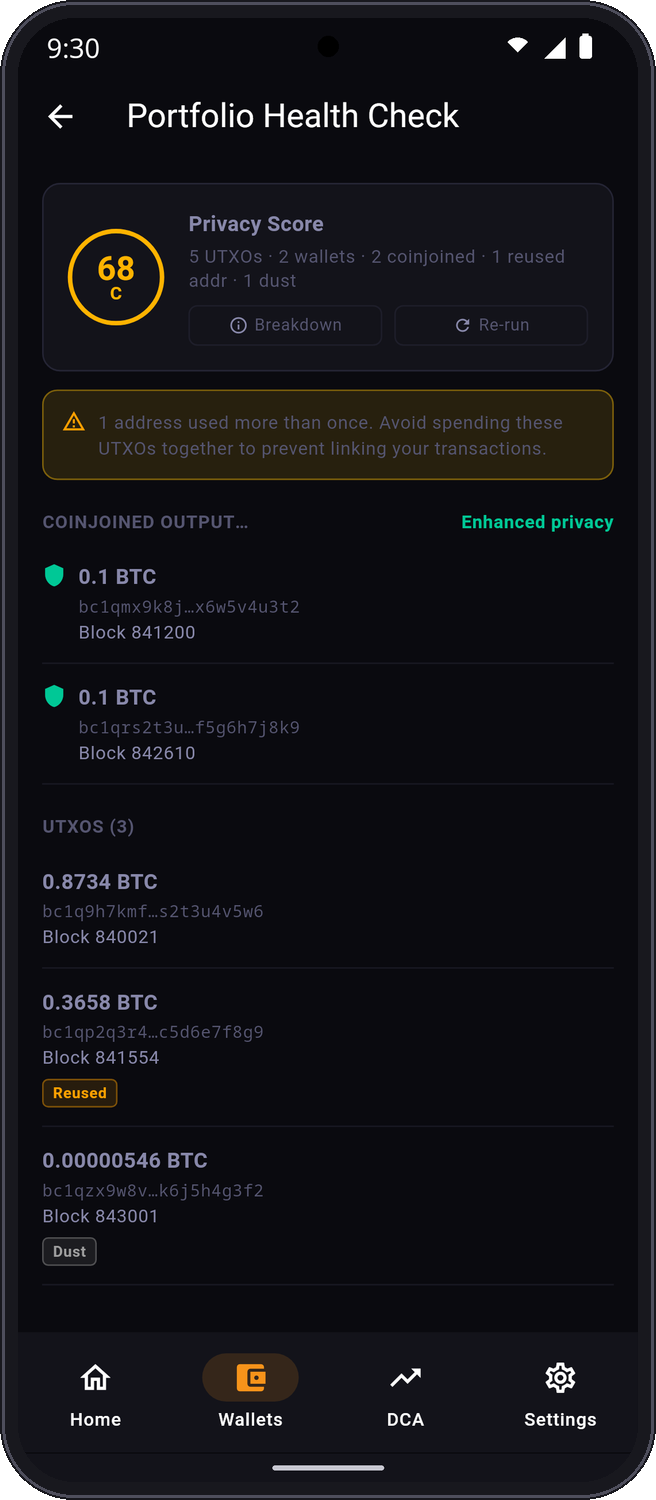 9:30
Portfolio Health Check
68
C
Privacy Score
5 UTXOs · 2 wallets · 2 coinjoined · 1 reused
addr · 1 dust
Breakdown
Re-run
1 address used more than once. Avoid spending these
UTXOs together to prevent linking your transactions.
COINJOINED OUTPUT…
Enhanced privacy
0.1 BTC
bc1qmx9k8j…x6w5v4u3t2
Block 841200
0.1 BTC
bc1qrs2t3u…f5g6h7j8k9
Block 842610
UTXOS (3)
0.8734 BTC
bc1q9h7kmf…s2t3u4v5w6
Block 840021
0.3658 BTC
bc1qp2q3r4…c5d6e7f8g9
Block 841554
Reused
0.00000546 BTC
bc1qzx9w8v…k6j5h4g3f2
Block 843001
Dust
Home
Wallets
DCA
Settings